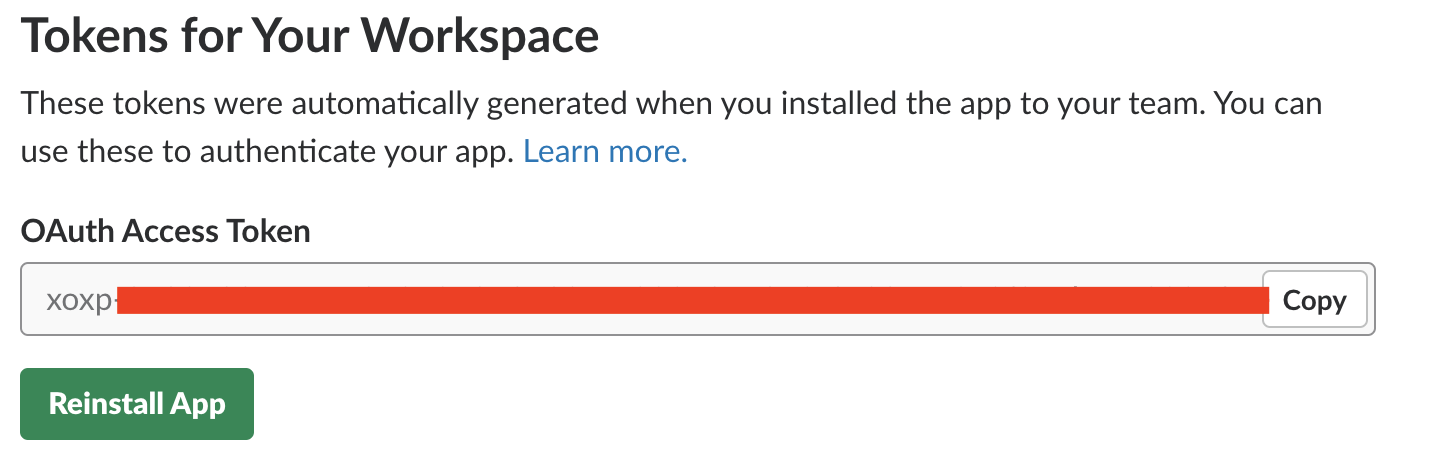 Tokens for Your Workspace
These tokens were automatically generated when you installed the app to your team. You can
use these to authenticate your app. Learn more.
OAuth Access Token
xoxp-
Copy
Reinstall App